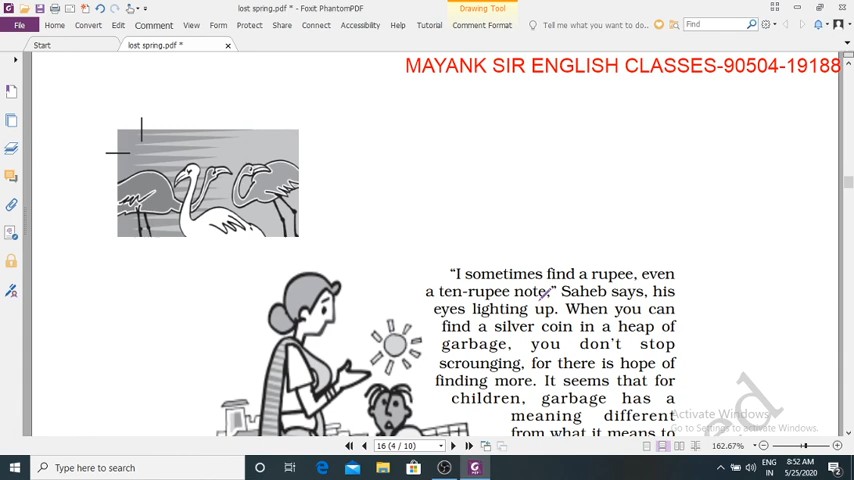 lost spring.pdf * - Foxit PhantomPDF
Drawing Tool
File
Home
Edit
Comment
View
Form
Protect
Share
Connect
Accessibility
Help
Tutorial
Comment Format
Tell me what you want to do..
Find
Start
lost spring.pdf *
MAYANK SIR ENGLISH CLASSES-90504-19188
“I sometimes find a rupee, even
a ten-rupee note,” Saheb says, his
eyes lighting up. When you can
find a silver coin in a heap of
garbage, you don’t stop
scrounging, for there is hope of
finding more. It seems that for
children, garbage has a
meaning different
from what it means to
Activate Windows
Go to Settings to activate Windows.
16 (4 / 10)
162.67%
Type here to search
ENG
IN
8:52 AM
5/25/2020
2